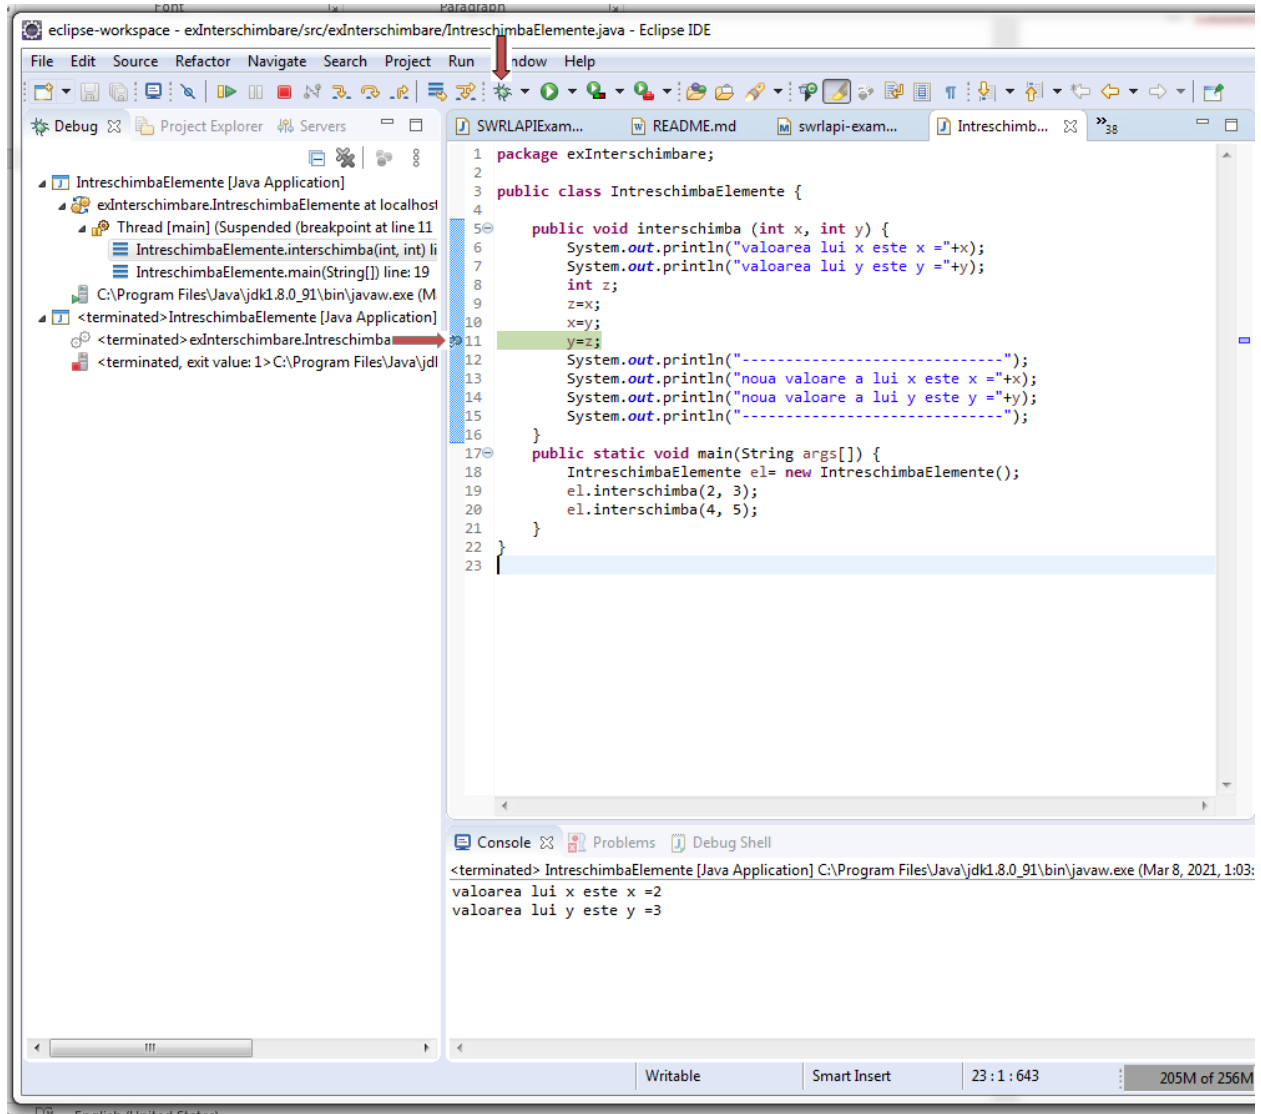 Font
Paragraph
eclipse-workspace - exInterschimbare/src/exInterschimbare/IntreschimbaElemente.java - Eclipse IDE
File Edit Source Refactor Navigate Search Project Run ndow Help
Debug Project Explorer Servers
SWRLAPIExam... README.md swrlapi-exam... Intreschimb... »38
IntreschimbaElemente [Java Application]
exInterschimbare.IntreschimbaElemente at localhost
Thread [main] (Suspended (breakpoint at line 11
IntreschimbaElemente.interschimba(int, int) li
IntreschimbaElemente.main(String[]) line: 19
C:\Program Files\Java\jdk1.8.0_91\bin\javaw.exe (M
<terminated>IntreschimbaElemente [Java Application]
<terminated>exInterschimbare.Intreschimba
<terminated, exit value: 1>C:\Program Files\Java\jdl
1 package exInterschimbare;
2
3 public class IntreschimbaElemente {
4
5 public void interschimba (int x, int y) {
6 System.out.println("valoarea lui x este x ="+x);
7 System.out.println("valoarea lui y este y ="+y);
8 int z;
9 z=x;
10 x=y;
11 y=z;
12 System.out.println("------------------------------");
13 System.out.println("noua valoare a lui x este x ="+x);
14 System.out.println("noua valoare a lui y este y ="+y);
15 System.out.println("------------------------------");
16 }
17 public static void main(String args[]) {
18 IntreschimbaElemente el= new IntreschimbaElemente();
19 el.interschimba(2, 3);
20 el.interschimba(4, 5);
21 }
22 }
23
Console Problems Debug Shell
<terminated> IntreschimbaElemente [Java Application] C:\Program Files\Java\jdk1.8.0_91\bin\javaw.exe (Mar 8, 2021, 1:03:
valoarea lui x este x =2
valoarea lui y este y =3
Writable Smart Insert 23 : 1 : 643 205M of 256M
English (United States)